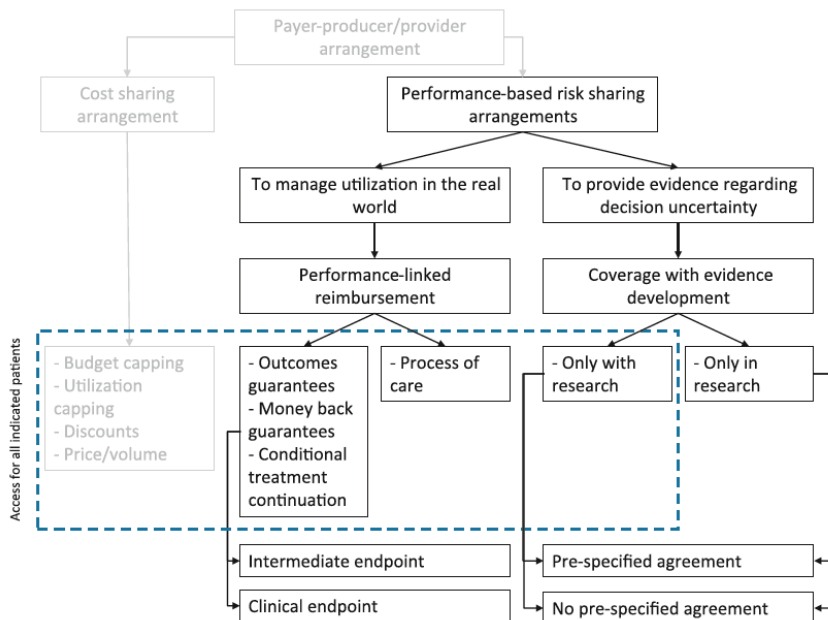 Payer-producer/provider
arrangement
Cost sharing
arrangement
Performance-based risk sharing
arrangements
To manage utilization in the real
world
To provide evidence regarding
decision uncertainty
Performance-linked
reimbursement
Coverage with evidence
development
Access for all indicated patients
- Budget capping
- Utilization
capping
- Discounts
- Price/volume
- Outcomes
guarantees
- Money back
guarantees
- Conditional
treatment
continuation
- Process of
care
- Only with
research
- Only in
research
Intermediate endpoint
Clinical endpoint
Pre-specified agreement
No pre-specified agreement